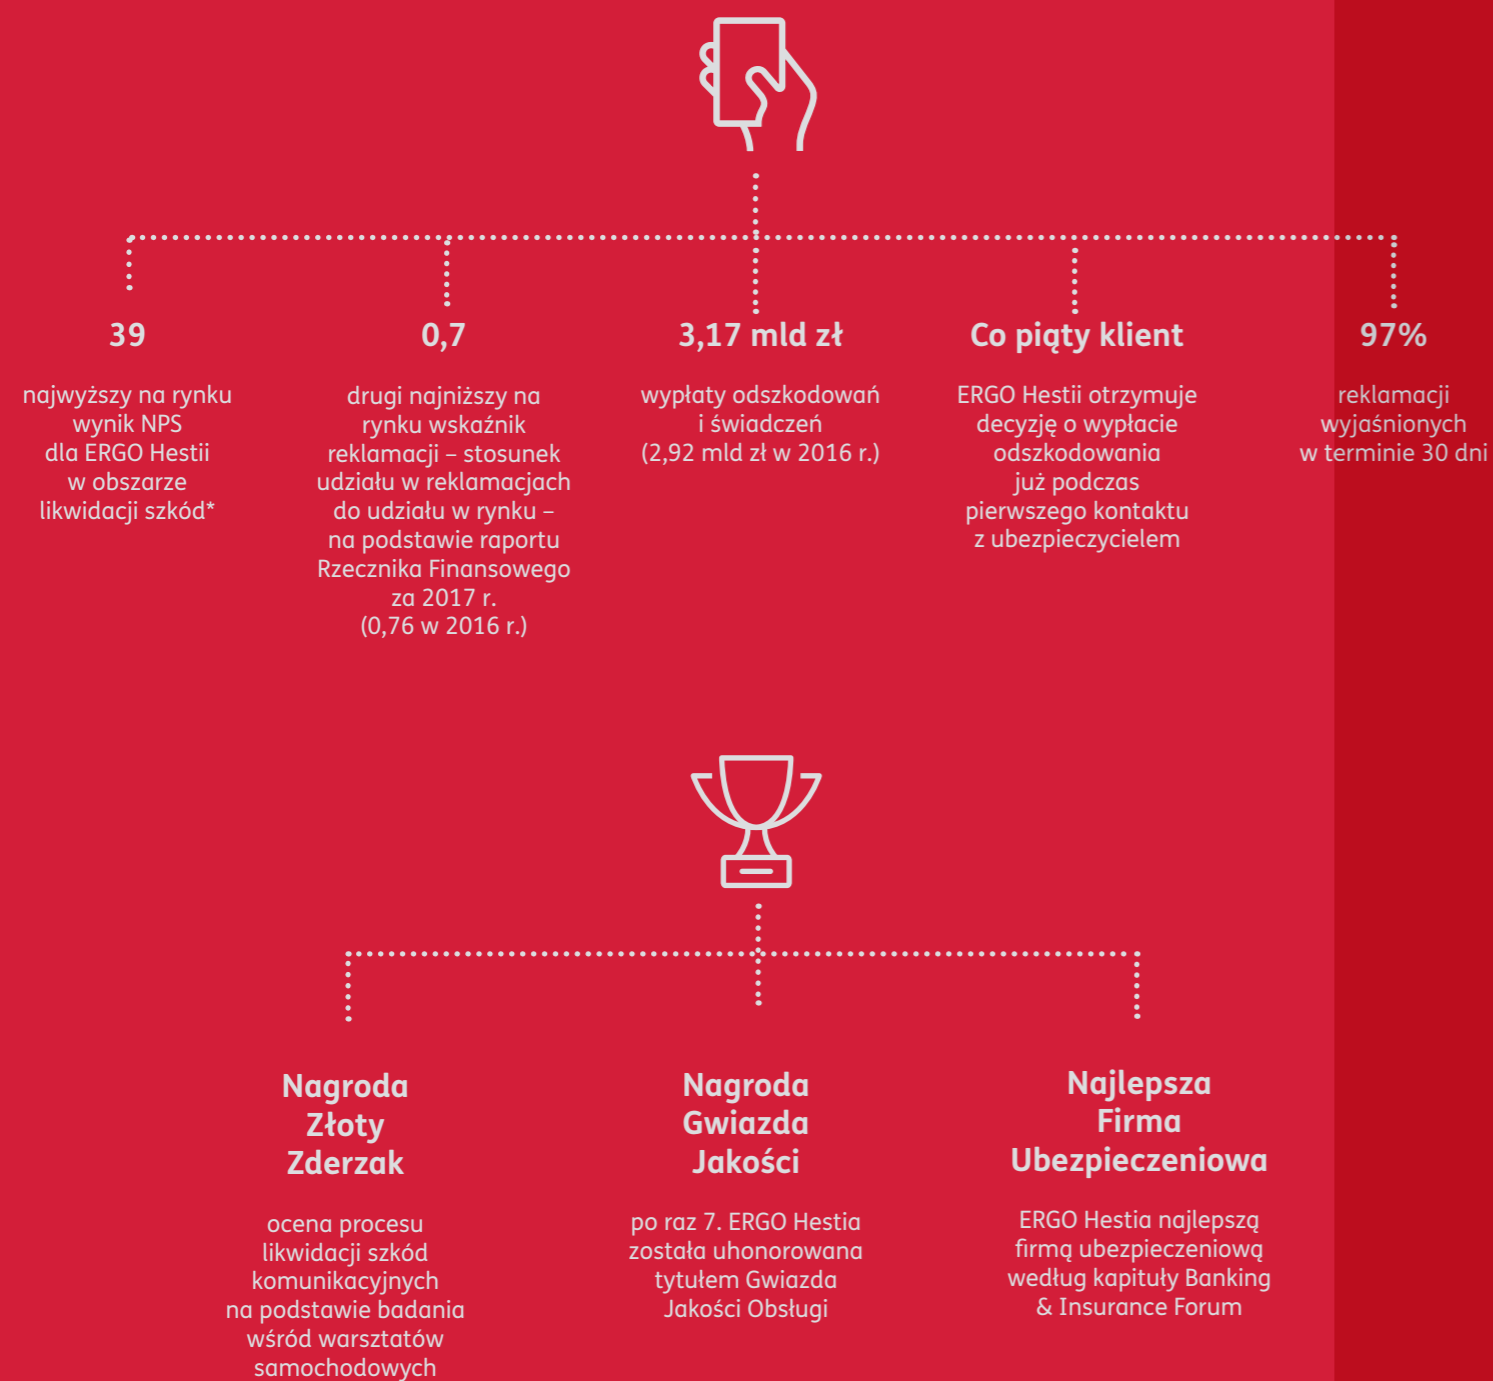 39
najwyższy na rynku
wynik NPS
dla ERGO Hestii
w obszarze
likwidacji szkód*
0,7
drugi najniższy na
rynku wskaźnik
reklamacji – stosunek
udziału w reklamacjach
do udziału w rynku –
na podstawie raportu
Rzecznika Finansowego
za 2017 r.
(0,76 w 2016 r.)
3,17 mld zł
wypłaty odszkodowań
i świadczeń
(2,92 mld zł w 2016 r.)
Co piąty klient
ERGO Hestii otrzymuje
decyzję o wypłacie
odszkodowania
już podczas
pierwszego kontaktu
z ubezpieczycielem
97%
reklamacji
wyjaśnionych
w terminie 30 dni
Nagroda
Złoty
Zderzak
ocena procesu
likwidacji szkód
komunikacyjnych
na podstawie badania
wśród warsztatów
samochodowych
Nagroda
Gwiazda
Jakości
po raz 7. ERGO Hestia
została uhonorowana
tytułem Gwiazda
Jakości Obsługi
Najlepsza
Firma
Ubezpieczeniowa
ERGO Hestia najlepszą
firmą ubezpieczeniową
według kapituły Banking
& Insurance Forum